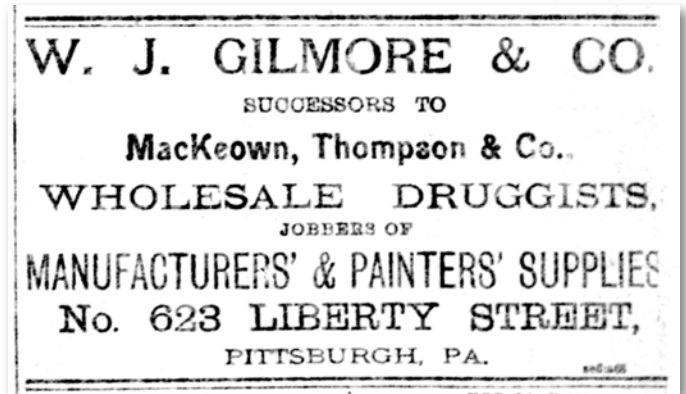 W. J. GILMORE & CO.
SUCCESSORS TO
MacKeown, Thompson & Co.,
WHOLESALE DRUGGISTS,
JOBBERS OF
MANUFACTURERS' & PAINTERS' SUPPLIES
No. 623 LIBERTY STREET,
PITTSBURGH, PA.